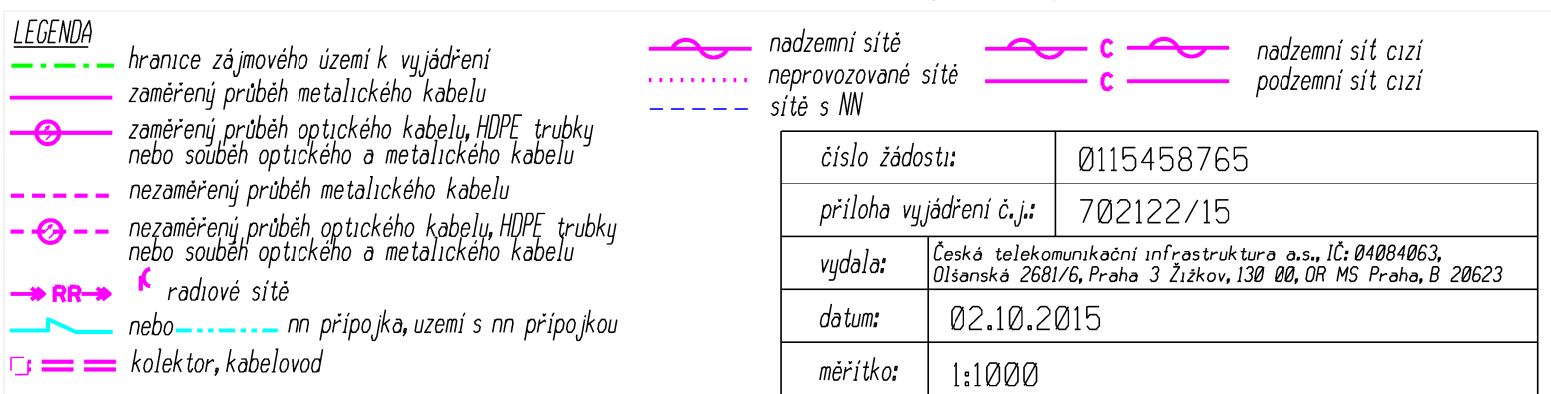 LEGENDA
hranice zájmového území k vyjádření
zaměřený průběh metalického kabelu
zaměřený průběh optického kabelu, HDPE trubky
nebo souběh optického a metalického kabelu
nezaměřený průběh metalického kabelu
nezaměřený průběh optického kabelu, HDPE trubky
nebo souběh optického a metalického kabelu
RR radiové sítě
nebo nn přípojka, uzemí s nn přípojkou
kolektor, kabelovod
nadzemní sítě
neprovozované sítě
sítě s NN
C nadzemní sít cizí
C podzemní sít cizí
číslo žádosti: 0115458765
příloha vyjádření č.j.: 702122/15
vydala: Česká telekomunikační infrastruktura a.s., IČ: 04084063,
Olšanská 2681/6, Praha 3 Žižkov, 130 00, OR MS Praha, B 20623
datum: 02.10.2015
měřítko: 1:1000